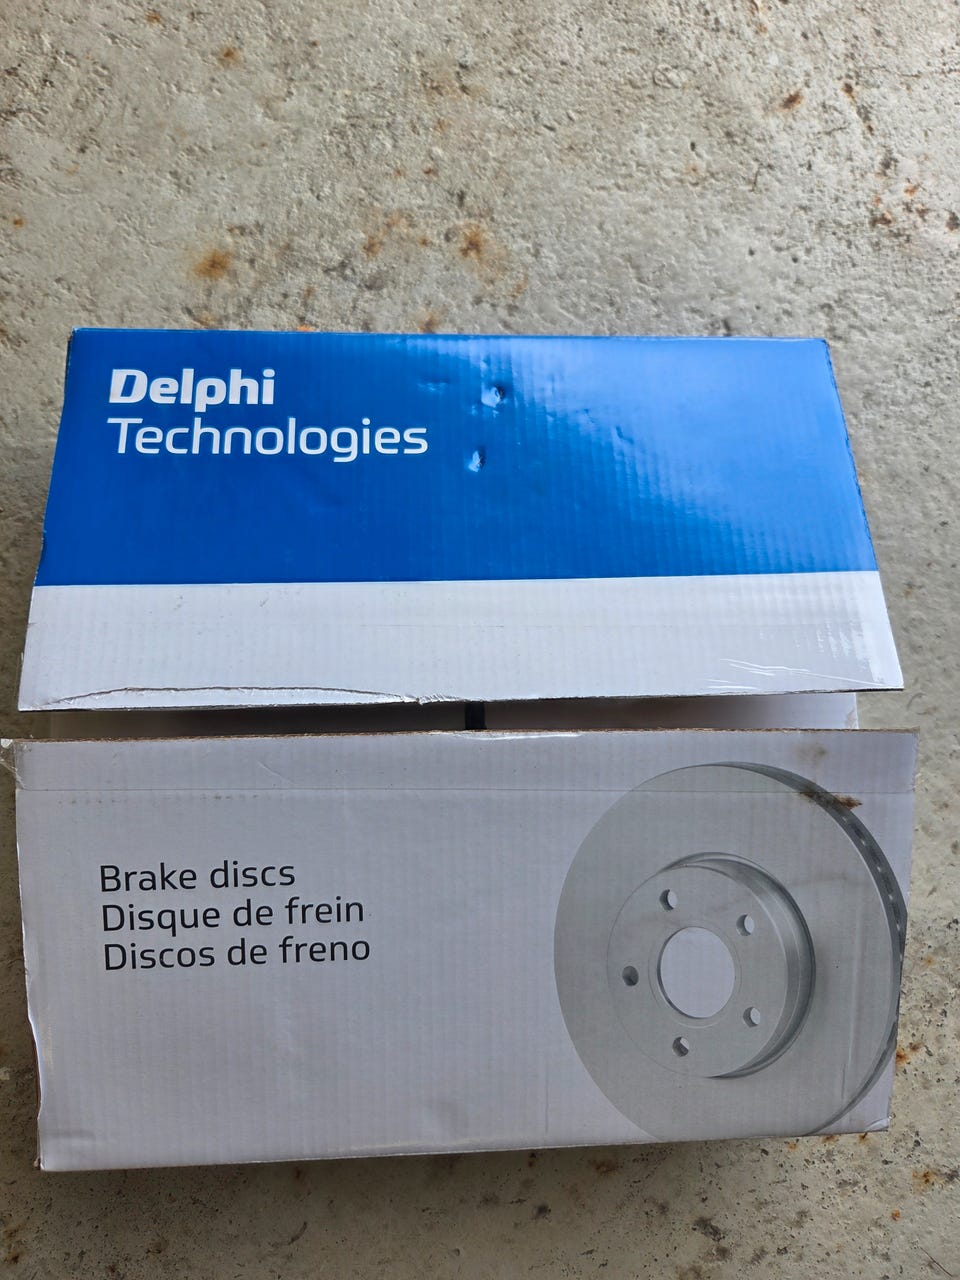 Delphi
Technologies
Brake discs
Disque de frein
Discos de freno